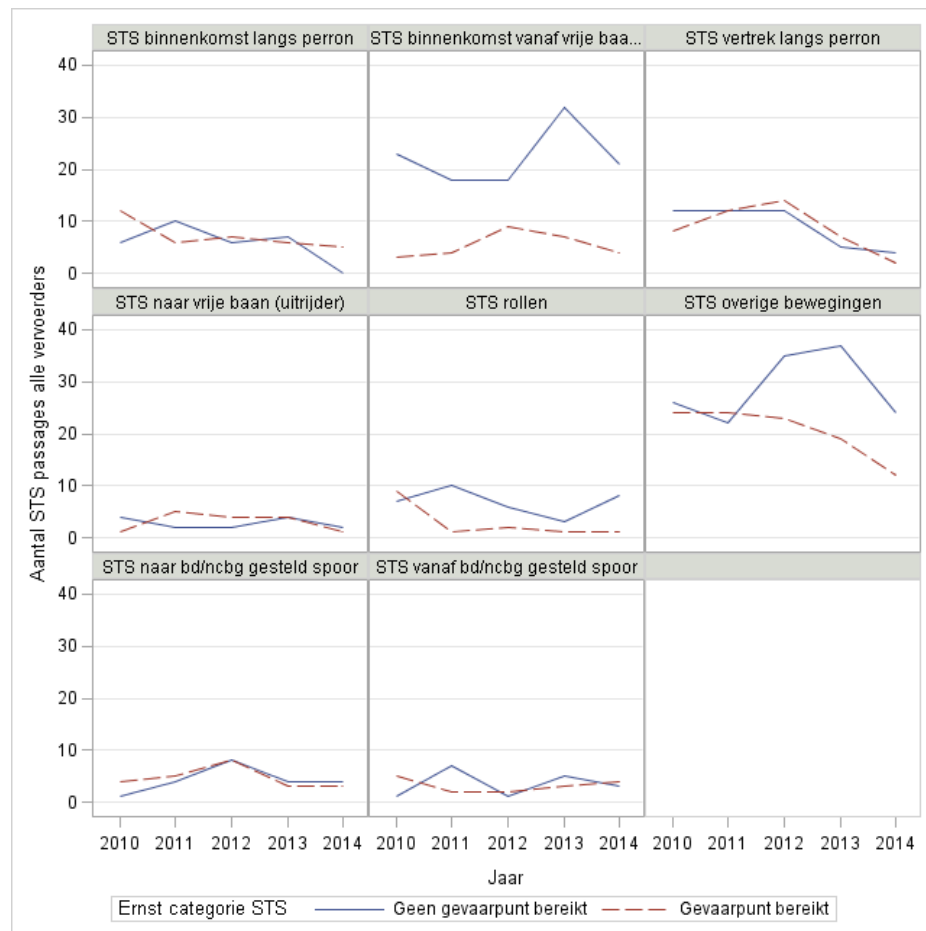 STS binnenkomst langs perron
STS binnenkomst vanaf vrije baa...
STS vertrek langs perron
40
30
20
10
0
STS naar vrije baan (uitrijder)
STS rollen
STS overige bewegingen
40
30
20
10
0
STS naar bd/ncbg gesteld spoor
STS vanaf bd/ncbg gesteld spoor
40
30
20
10
0
Aantal STS passages alle vervoerders
2010 2011 2012 2013 2014
2010 2011 2012 2013 2014
2010 2011 2012 2013 2014
Jaar
Ernst categorie STS Geen gevaarpunt bereikt Gevaarpunt bereikt